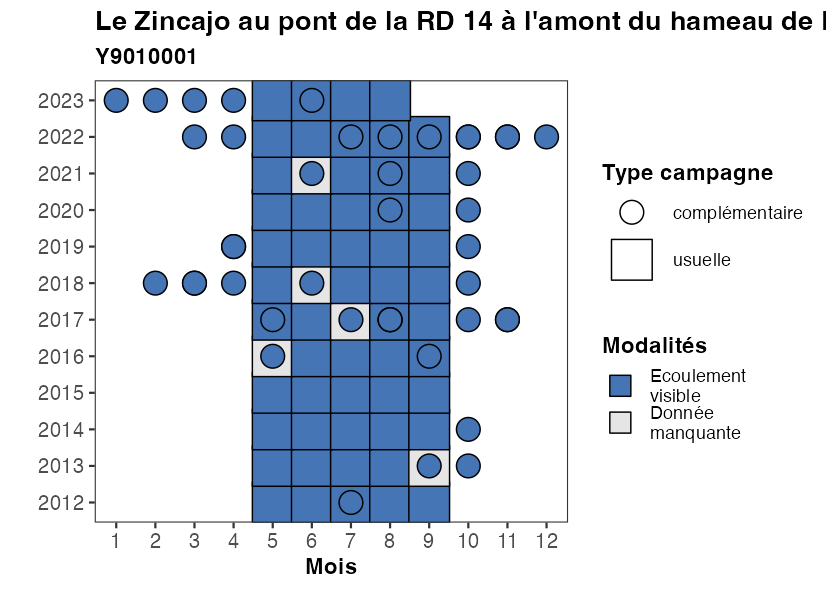 Le Zincajo au pont de la RD 14 à l'amont du hameau de
Y9010001
2023
2022
2021
2020
2019
2018
2017
2016
2015
2014
2013
2012
1 2 3 4 5 6 7 8 9 10 11 12
Mois
Type campagne
complémentaire
usuelle
Modalités
Ecoulement
visible
Donnée
manquante